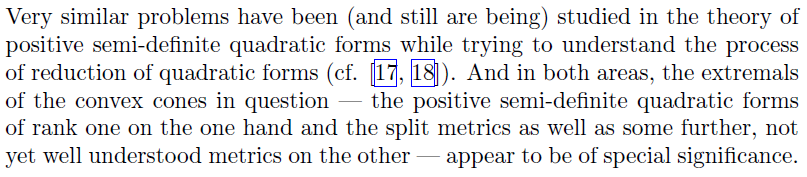 Very similar problems have been (and still are being) studied in the theory of
positive semi-definite quadratic forms while trying to understand the process
of reduction of quadratic forms (cf. [17, 18]). And in both areas, the extremals
of the convex cones in question — the positive semi-definite quadratic forms
of rank one on the one hand and the split metrics as well as some further, not
yet well understood metrics on the other — appear to be of special significance.